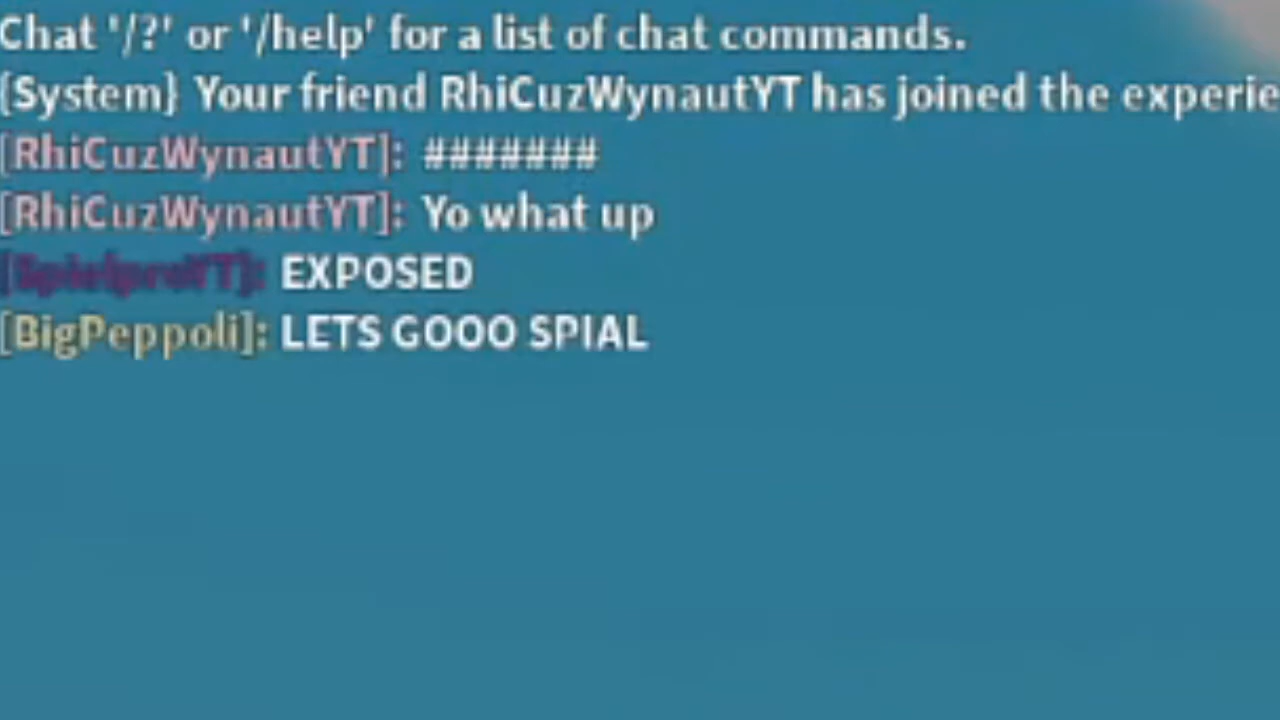 Chat '/?' or '/help' for a list of chat commands.
{System} Your friend RhiCuzWynautYT has joined the experie
[RhiCuzWynautYT]: #######
[RhiCuzWynautYT]: Yo what up
[SpielproYT]: EXPOSED
[BigPeppoli]: LETS GOOO SPIAL